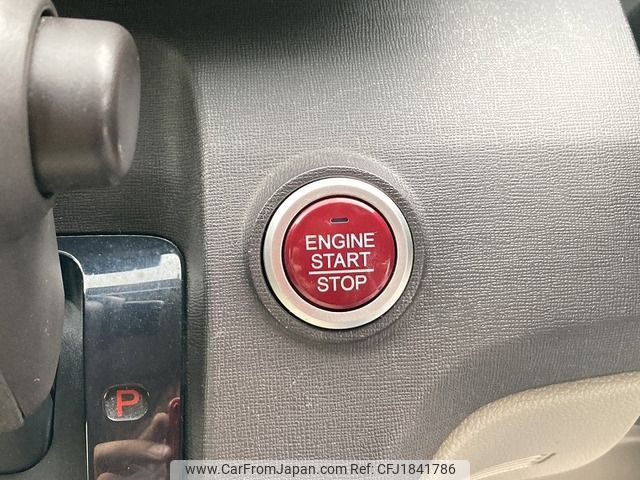 ENGINE
START
STOP
P
www.CarFromJapan.com Ref: CFJ1841786